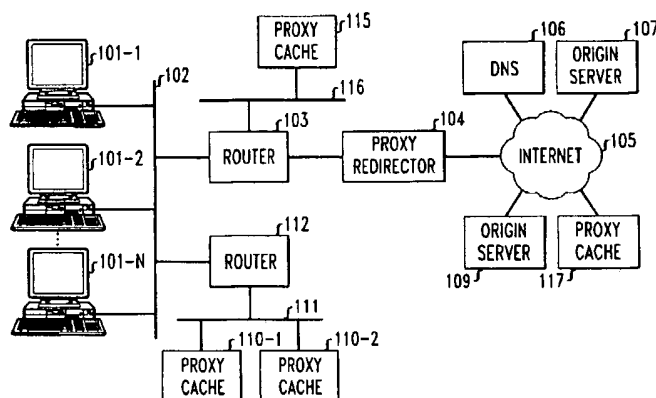 101-1
102
PROXY
CACHE
115
116
106
DNS
107
ORIGIN
SERVER
101-2
103
ROUTER
104
PROXY
REDIRECTOR
INTERNET
105
101-N
112
ROUTER
ORIGIN
SERVER
109
PROXY
CACHE
117
111
110-1
PROXY
CACHE
110-2
PROXY
CACHE